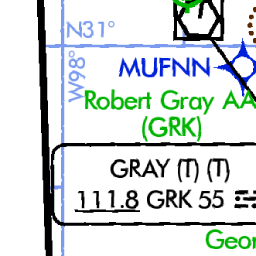 N31°
W98°
MUFNN
Robert Gray AA
(GRK)
GRAY (T) (T)
111.8 GRK 55
Geor